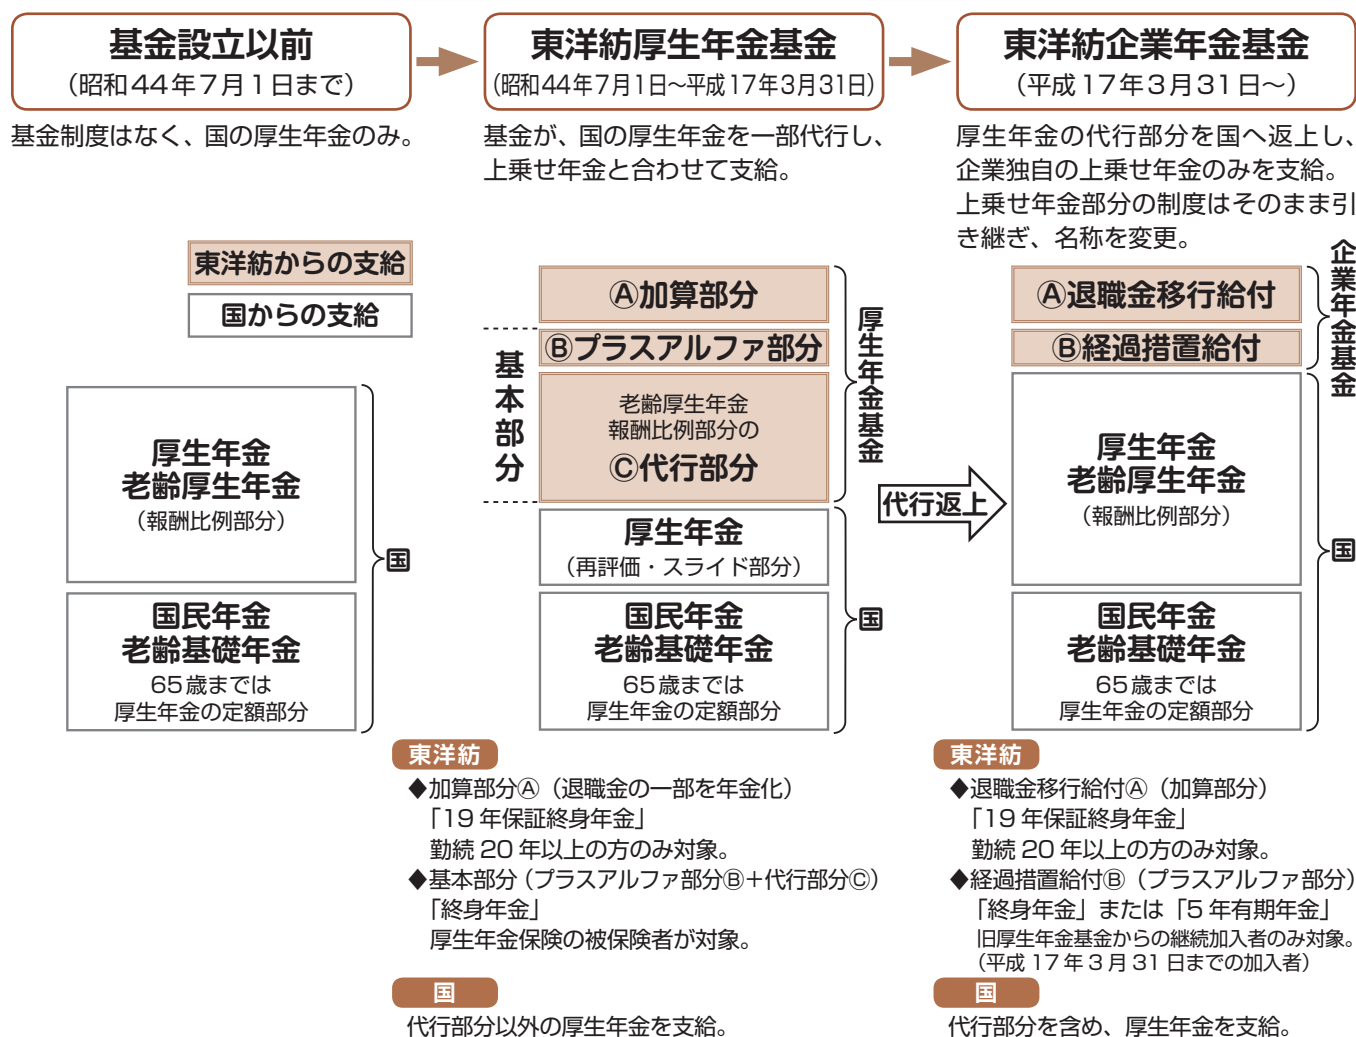 基金設立以前
（昭和44年7月1日まで）
基金制度はなく、国の厚生年金のみ。
東洋紡厚生年金基金
（昭和44年7月1日〜平成17年3月31日）
基金が、国の厚生年金を一部代行し、
上乗せ年金と合わせて支給。
東洋紡企業年金基金
（平成17年3月31日〜）
厚生年金の代行部分を国へ返上し、
企業独自の上乗せ年金のみを支給。
上乗せ年金部分の制度はそのまま引
き継ぎ、名称を変更。
東洋紡からの支給
国からの支給
厚生年金
老齢厚生年金
（報酬比例部分）
国民年金
老齢基礎年金
65歳までは
厚生年金の定額部分
国
基本部分
Ⓐ加算部分
Ⓑプラスアルファ部分
老齢厚生年金
報酬比例部分の
Ⓒ代行部分
厚生年金基金
厚生年金
（再評価・スライド部分）
国民年金
老齢基礎年金
65歳までは
厚生年金の定額部分
国
代行返上
Ⓐ退職金移行給付
Ⓑ経過措置給付
企業年金基金
厚生年金
老齢厚生年金
（報酬比例部分）
国民年金
老齢基礎年金
65歳までは
厚生年金の定額部分
国
東洋紡
◆加算部分Ⓐ（退職金の一部を年金化）
「19年保証終身年金」
勤続20年以上の方のみ対象。
◆基本部分（プラスアルファ部分Ⓑ＋代行部分Ⓒ）
「終身年金」
厚生年金保険の被保険者が対象。
国
代行部分以外の厚生年金を支給。
東洋紡
◆退職金移行給付Ⓐ（加算部分）
「19年保証終身年金」
勤続20年以上の方のみ対象。
◆経過措置給付Ⓑ（プラスアルファ部分）
「終身年金」または「5年有期年金」
旧厚生年金基金からの継続加入者のみ対象。
（平成17年3月31日までの加入者）
国
代行部分を含め、厚生年金を支給。